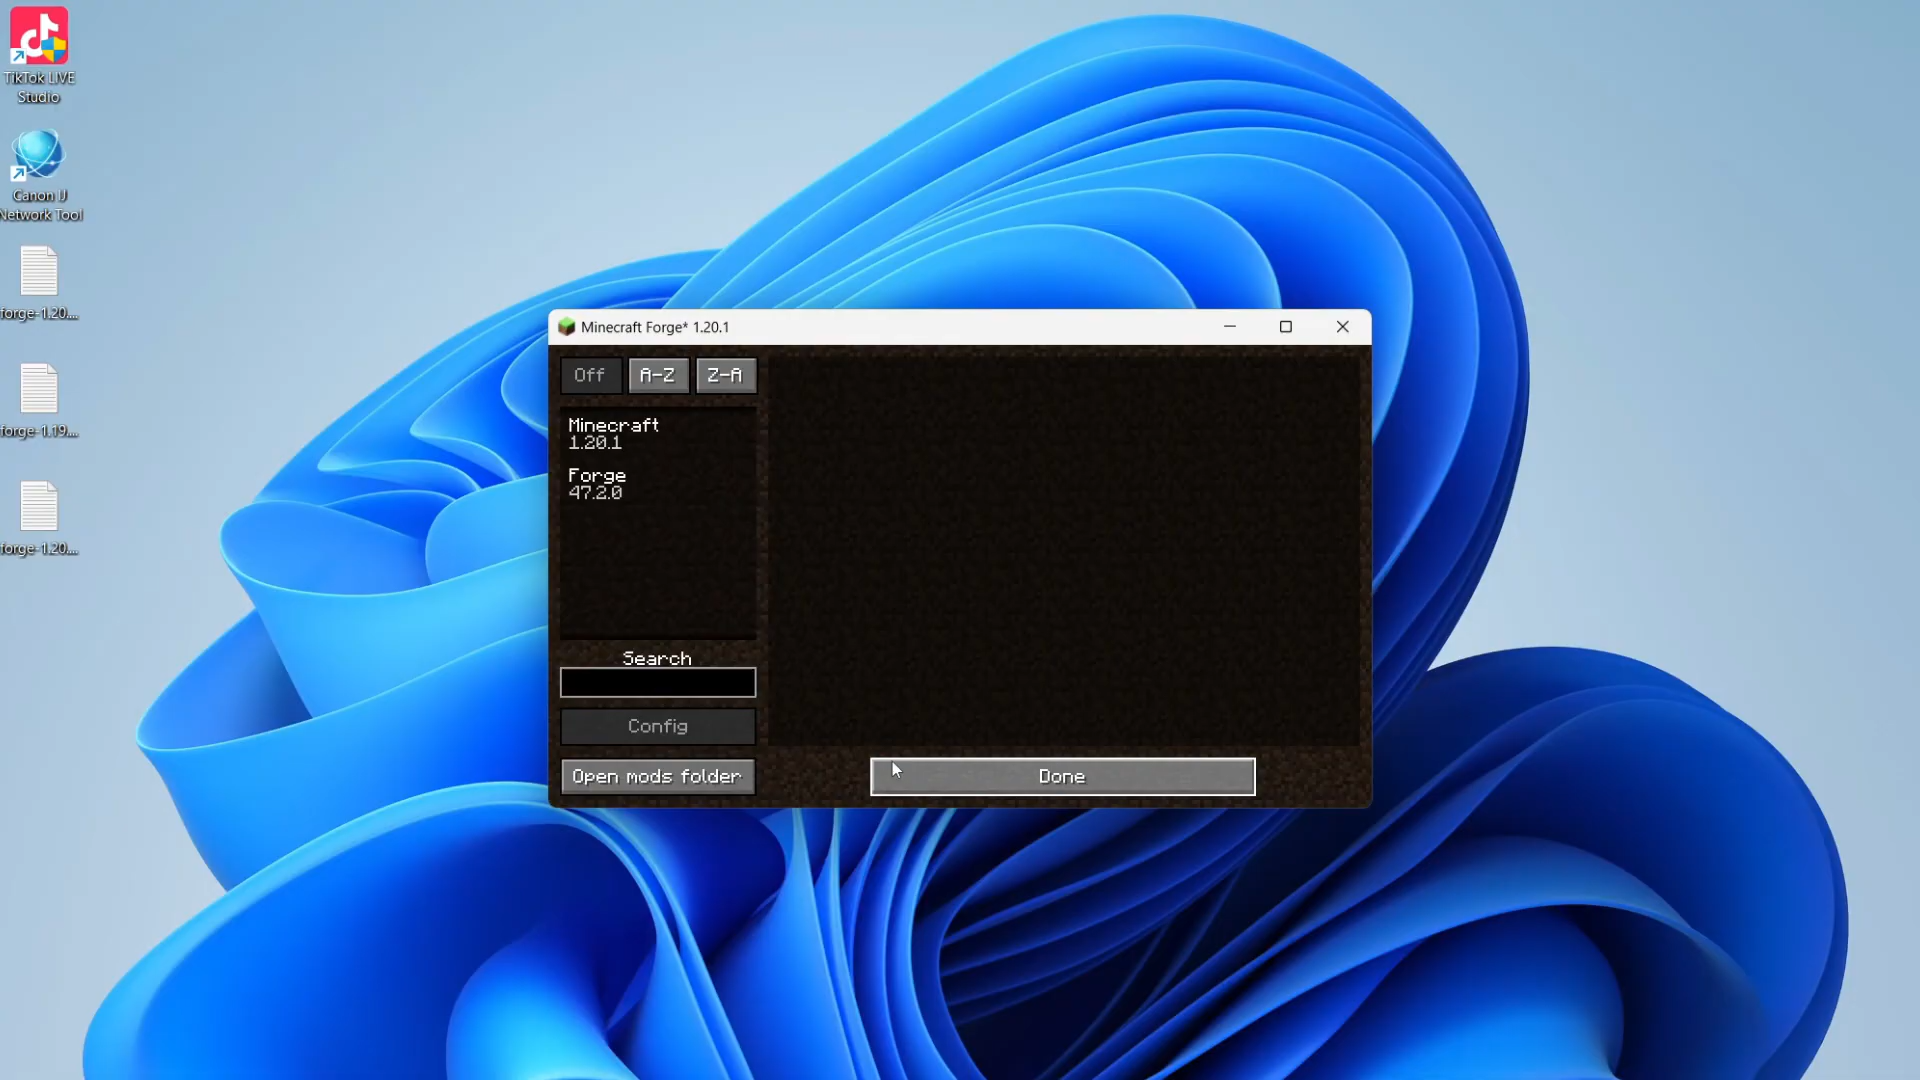 TikTok LIVE
Studio
Canon IJ
Network Tool
forge-1.20....
forge-1.19....
forge-1.20....
Minecraft Forge* 1.20.1
Off
A-Z
Z-A
Minecraft
1.20.1
Forge
47.2.0
Search
Config
Open mods folder
Done